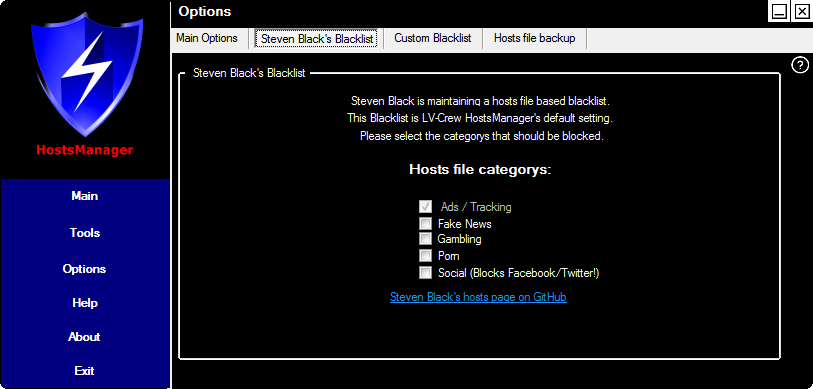 Options
Main Options
Steven Black's Blacklist
Custom Blacklist
Hosts file backup
?
HostsManager
Main
Tools
Options
Help
About
Exit
Steven Black's Blacklist
Steven Black is maintaining a hosts file based blacklist.
This Blacklist is LV-Crew HostsManager's default setting.
Please select the categorys that should be blocked.
Hosts file categorys:
Ads / Tracking
Fake News
Gambling
Porn
Social (Blocks Facebook/Twitter!)
Steven Black's hosts page on GitHub